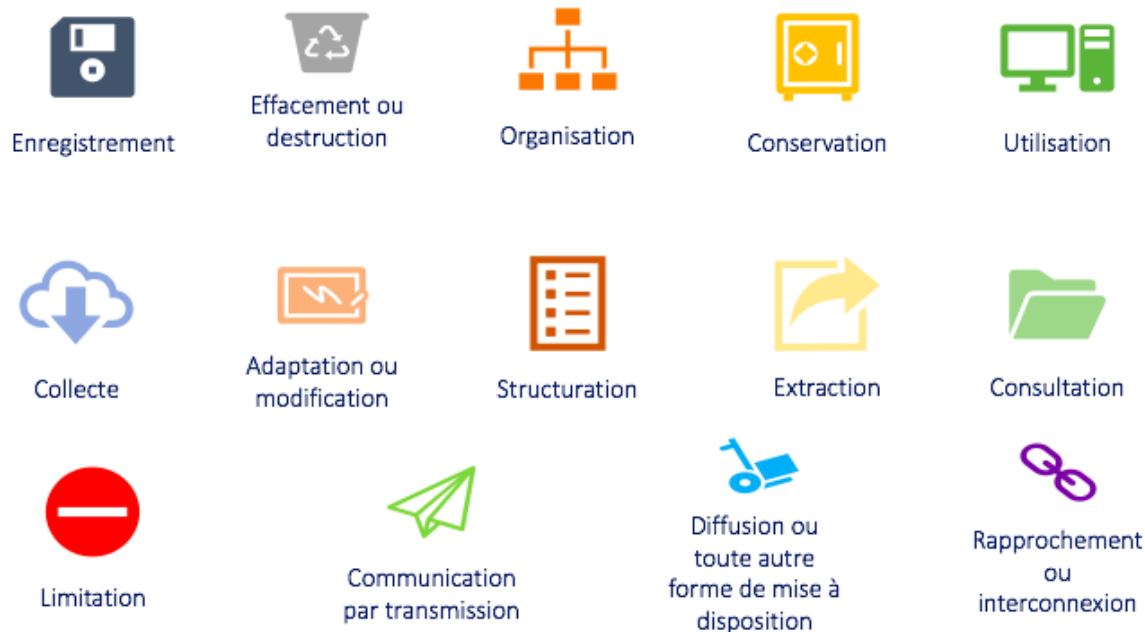 Enregistrement
Effacement ou
destruction
Organisation
Conservation
Utilisation
Collecte
Adaptation ou
modification
Structuration
Extraction
Consultation
Limitation
Communication
par transmission
Diffusion ou
toute autre
forme de mise à
disposition
Rapprochement
ou
interconnexion